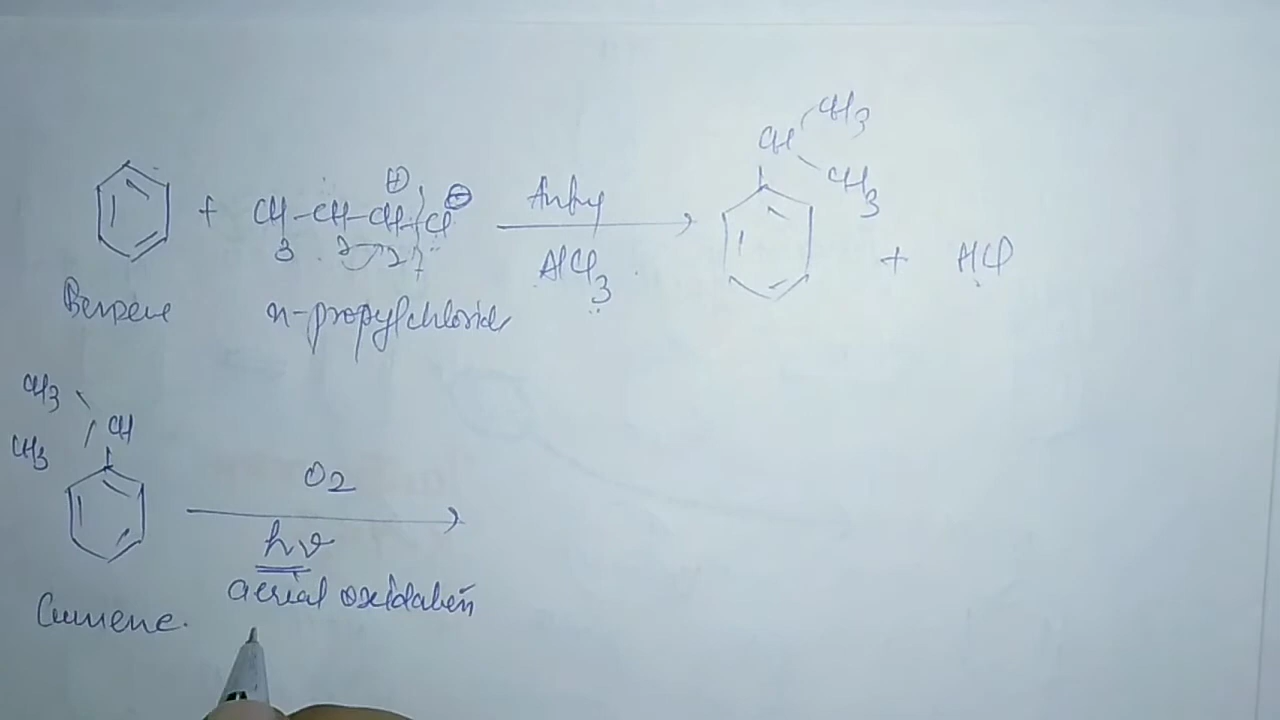 CH3
CH
CH3
+ CH3-CH2-CH2 Cl Anhy
⊕ ⊖
AlCl3
+ HCl
Benzene n-propylchloride
CH3
CH
CH3
O2
hν
aerial oxidation
Cumene.